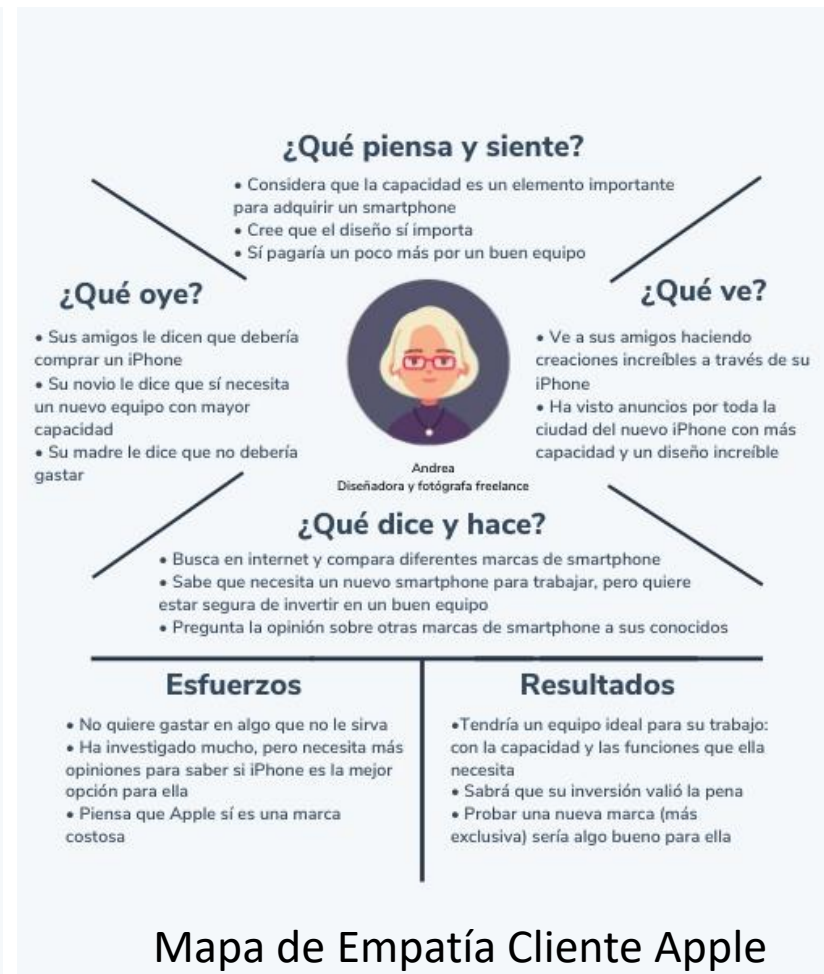 ¿Qué piensa y siente?
• Considera que la capacidad es un elemento importante
para adquirir un smartphone
• Cree que el diseño sí importa
• Sí pagaría un poco más por un buen equipo
¿Qué oye?
• Sus amigos le dicen que debería
comprar un iPhone
• Su novio le dice que sí necesita
un nuevo equipo con mayor
capacidad
• Su madre le dice que no debería
gastar
¿Qué ve?
• Ve a sus amigos haciendo
creaciones increíbles a través de su
iPhone
• Ha visto anuncios por toda la
ciudad del nuevo iPhone con más
capacidad y un diseño increíble
Andrea
Diseñadora y fotógrafa freelance
¿Qué dice y hace?
• Busca en internet y compara diferentes marcas de smartphone
• Sabe que necesita un nuevo smartphone para trabajar, pero quiere
estar segura de invertir en un buen equipo
• Pregunta la opinión sobre otras marcas de smartphone a sus conocidos
Esfuerzos
• No quiere gastar en algo que no le sirva
• Ha investigado mucho, pero necesita más
opiniones para saber si iPhone es la mejor
opción para ella
• Piensa que Apple sí es una marca
costosa
Resultados
•Tendría un equipo ideal para su trabajo:
con la capacidad y las funciones que ella
necesita
• Sabrá que su inversión valió la pena
• Probar una nueva marca (más
exclusiva) sería algo bueno para ella
Mapa de Empatía Cliente Apple